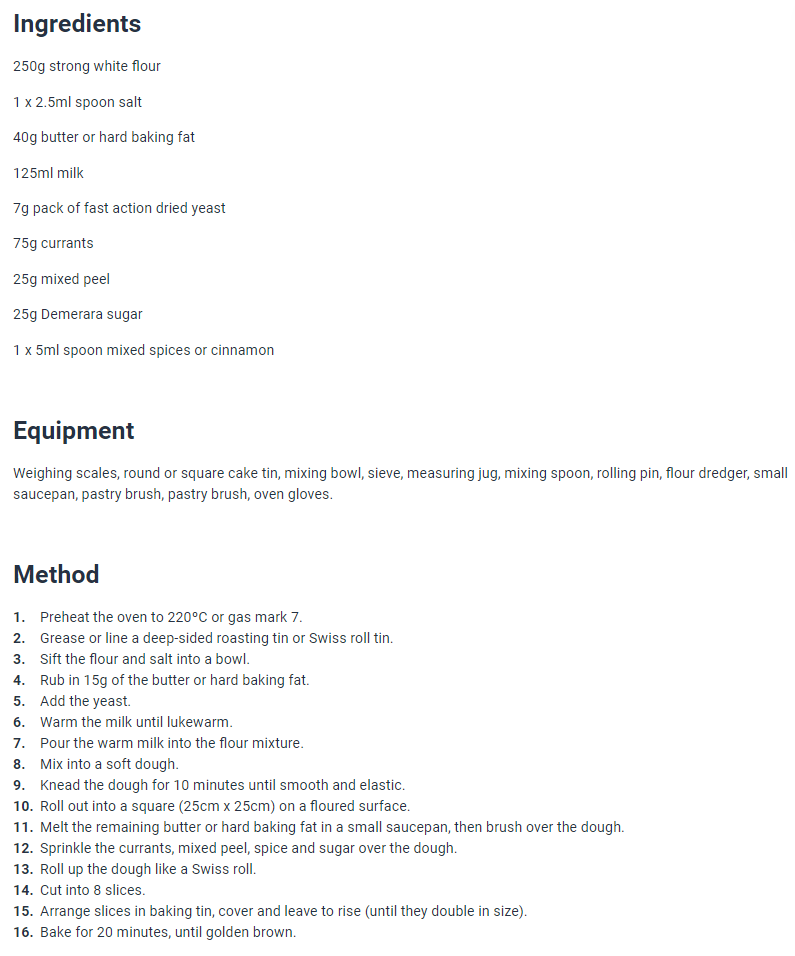 Ingredients
250g strong white flour
1 x 2.5ml spoon salt
40g butter or hard baking fat
125ml milk
7g pack of fast action dried yeast
75g currants
25g mixed peel
25g Demerara sugar
1 x 5ml spoon mixed spices or cinnamon
Equipment
Weighing scales, round or square cake tin, mixing bowl, sieve, measuring jug, mixing spoon, rolling pin, flour dredger, small
saucepan, pastry brush, pastry brush, oven gloves.
Method
1. Preheat the oven to 220ºC or gas mark 7.
2. Grease or line a deep-sided roasting tin or Swiss roll tin.
3. Sift the flour and salt into a bowl.
4. Rub in 15g of the butter or hard baking fat.
5. Add the yeast.
6. Warm the milk until lukewarm.
7. Pour the warm milk into the flour mixture.
8. Mix into a soft dough.
9. Knead the dough for 10 minutes until smooth and elastic.
10. Roll out into a square (25cm x 25cm) on a floured surface.
11. Melt the remaining butter or hard baking fat in a small saucepan, then brush over the dough.
12. Sprinkle the currants, mixed peel, spice and sugar over the dough.
13. Roll up the dough like a Swiss roll.
14. Cut into 8 slices.
15. Arrange slices in baking tin, cover and leave to rise (until they double in size).
16. Bake for 20 minutes, until golden brown.